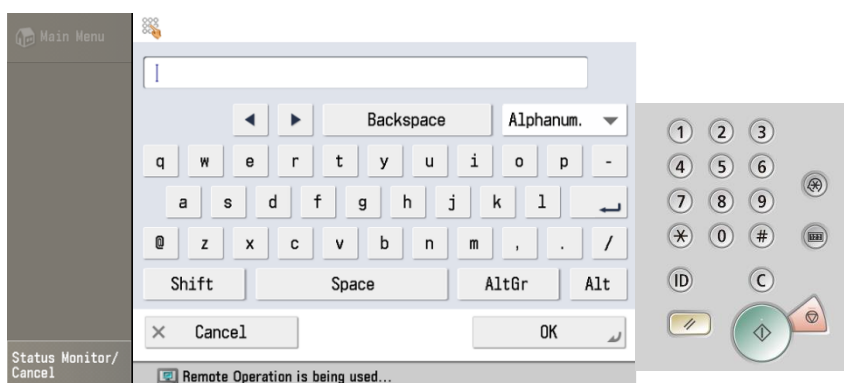 Main Menu
Backspace
Alphanum.
q w e r t y u i o p -
a s d f g h j k l
@ z x c v b n m , . /
Shift Space AltGr Alt
Cancel OK
Status Monitor/
Cancel
Remote Operation is being used...
1 2 3
4 5 6
7 8 9
* 0 #
ID C